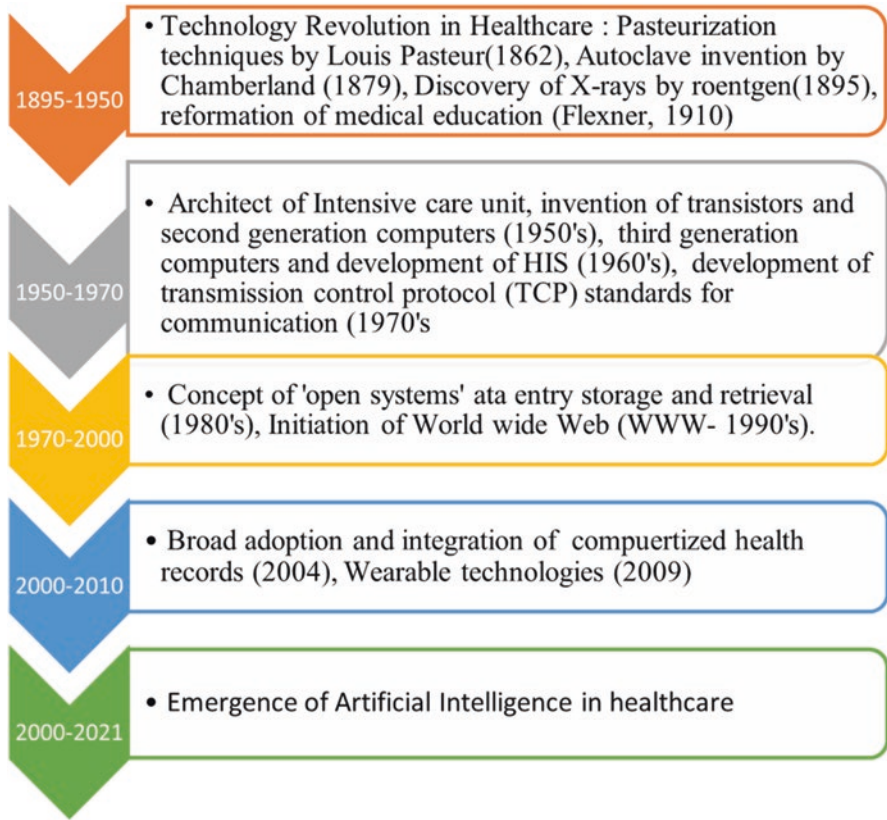 1895-1950
• Technology Revolution in Healthcare : Pasteurization
techniques by Louis Pasteur(1862), Autoclave invention by
Chamberland (1879), Discovery of X-rays by roentgen(1895),
reformation of medical education (Flexner, 1910)
1950-1970
• Architect of Intensive care unit, invention of transistors and
second generation computers (1950's), third generation
computers and development of HIS (1960's), development of
transmission control protocol (TCP) standards for
communication (1970's
1970-2000
• Concept of 'open systems' ata entry storage and retrieval
(1980's), Initiation of World wide Web (WWW- 1990's).
2000-2010
• Broad adoption and integration of compuertized health
records (2004), Wearable technologies (2009)
2000-2021
• Emergence of Artificial Intelligence in healthcare